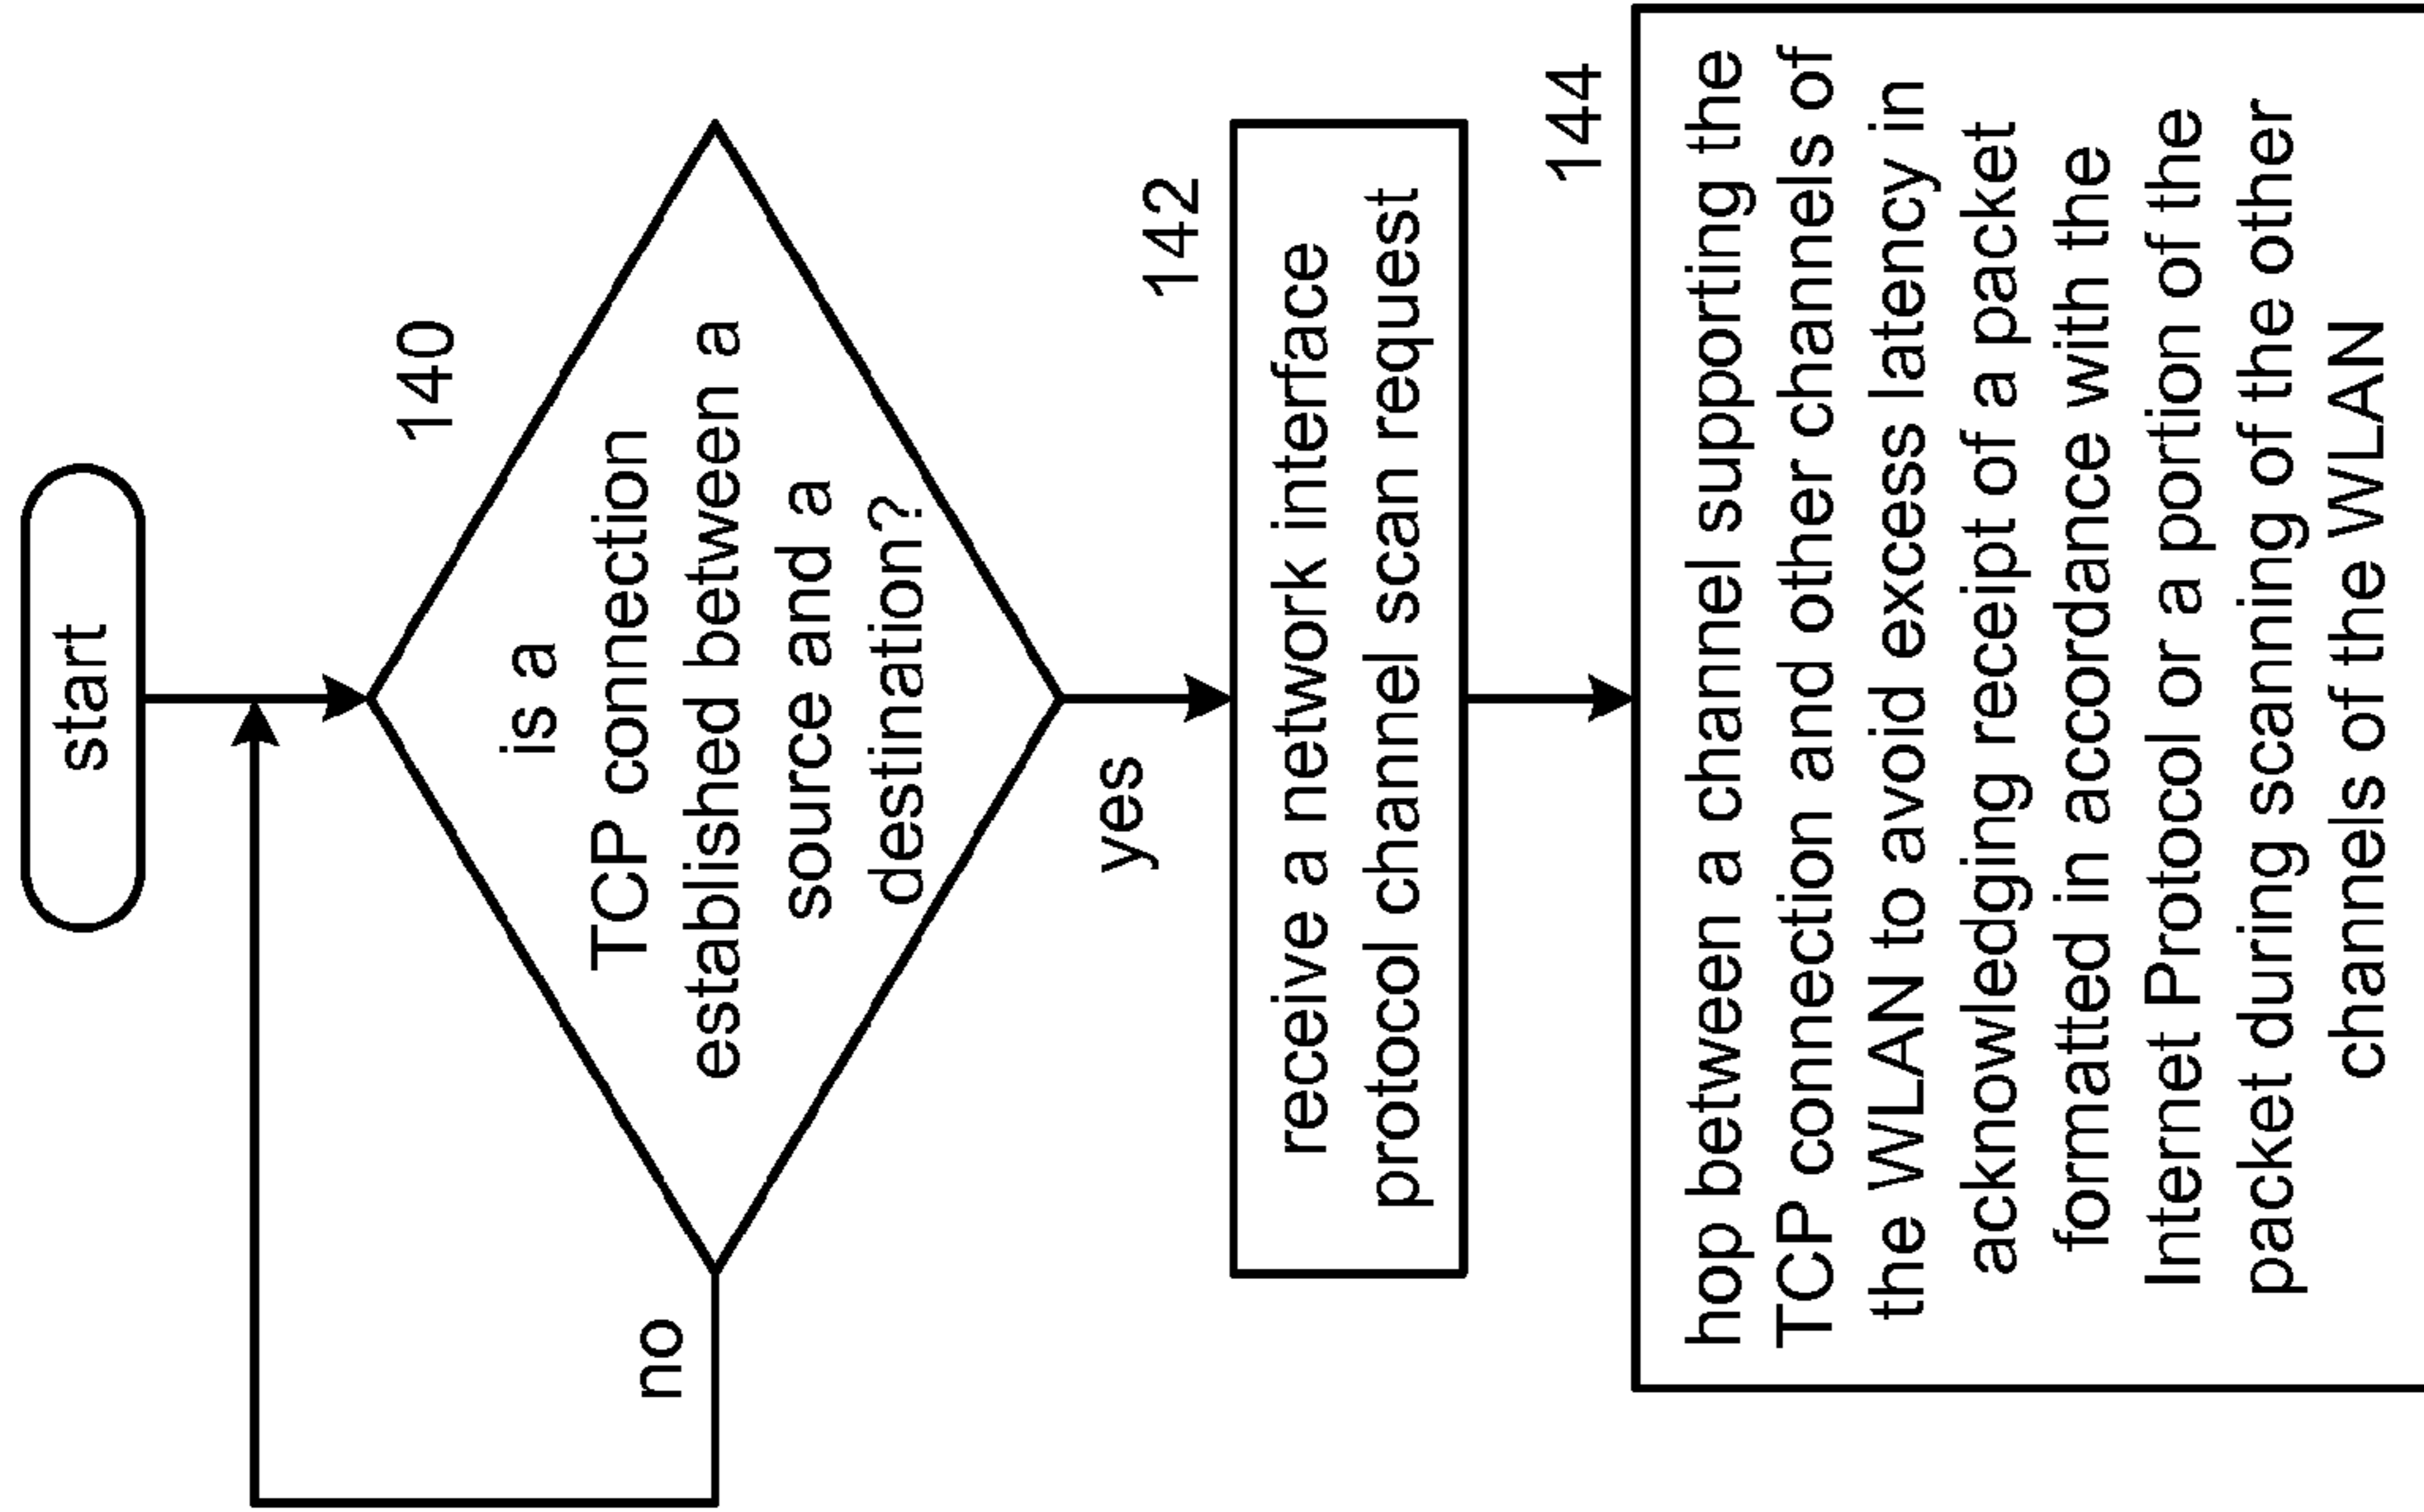 start
140
is a
TCP connection
established between a
source and a
destination?
no
yes
142
receive a network interface
protocol channel scan request
144
hop between a channel supporting the
TCP connection and other channels of
the WLAN to avoid excess latency in
acknowledging receipt of a packet
formatted in accordance with the
Internet Protocol or a portion of the
packet during scanning of the other
channels of the WLAN